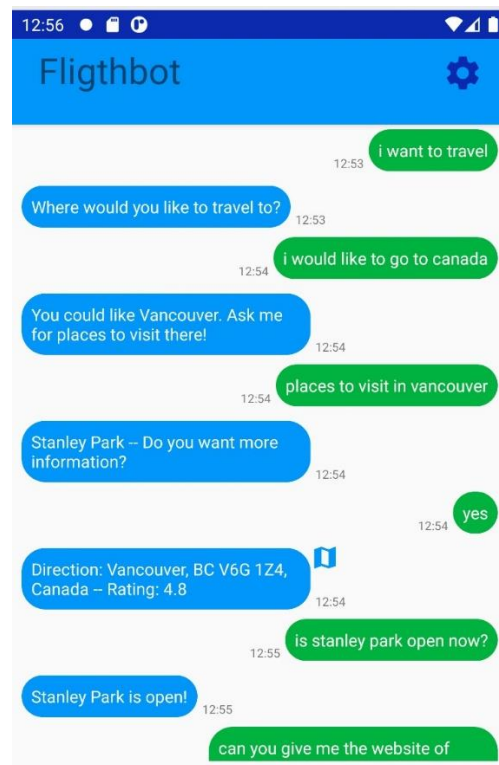 12:56
Fligthbot
i want to travel
12:53
Where would you like to travel to?
12:53
i would like to go to canada
12:54
You could like Vancouver. Ask me
for places to visit there!
12:54
places to visit in vancouver
12:54
Stanley Park -- Do you want more
information?
12:54
yes
12:54
Direction: Vancouver, BC V6G 1Z4,
Canada -- Rating: 4.8
12:54
is stanley park open now?
12:55
Stanley Park is open!
12:55
can you give me the website of